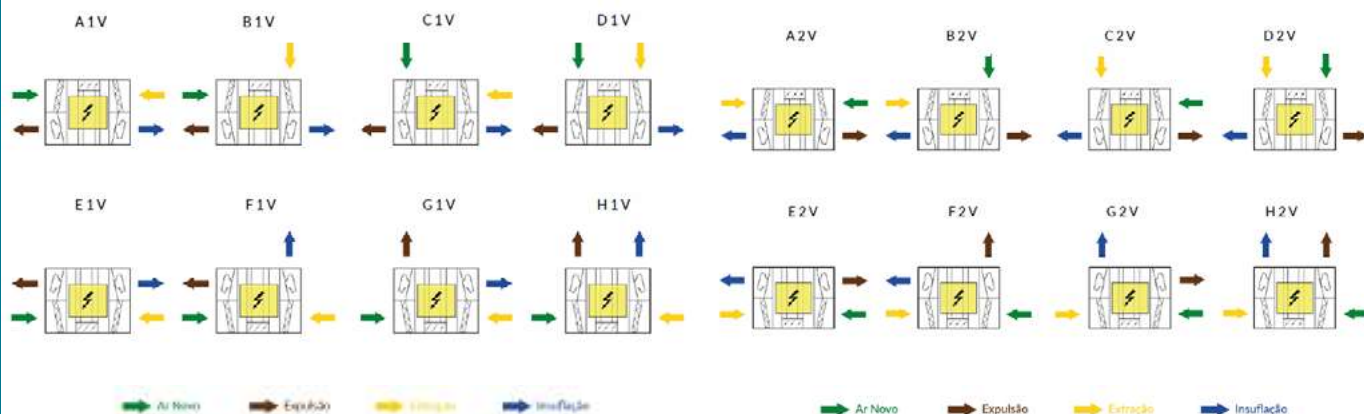 A1V B1V C1V D1V
A2V B2V C2V D2V
E1V F1V G1V H1V
E2V F2V G2V H2V
Ar Novo Expulsão Extração Insuflação
Ar Novo Expulsão Extração Insuflação